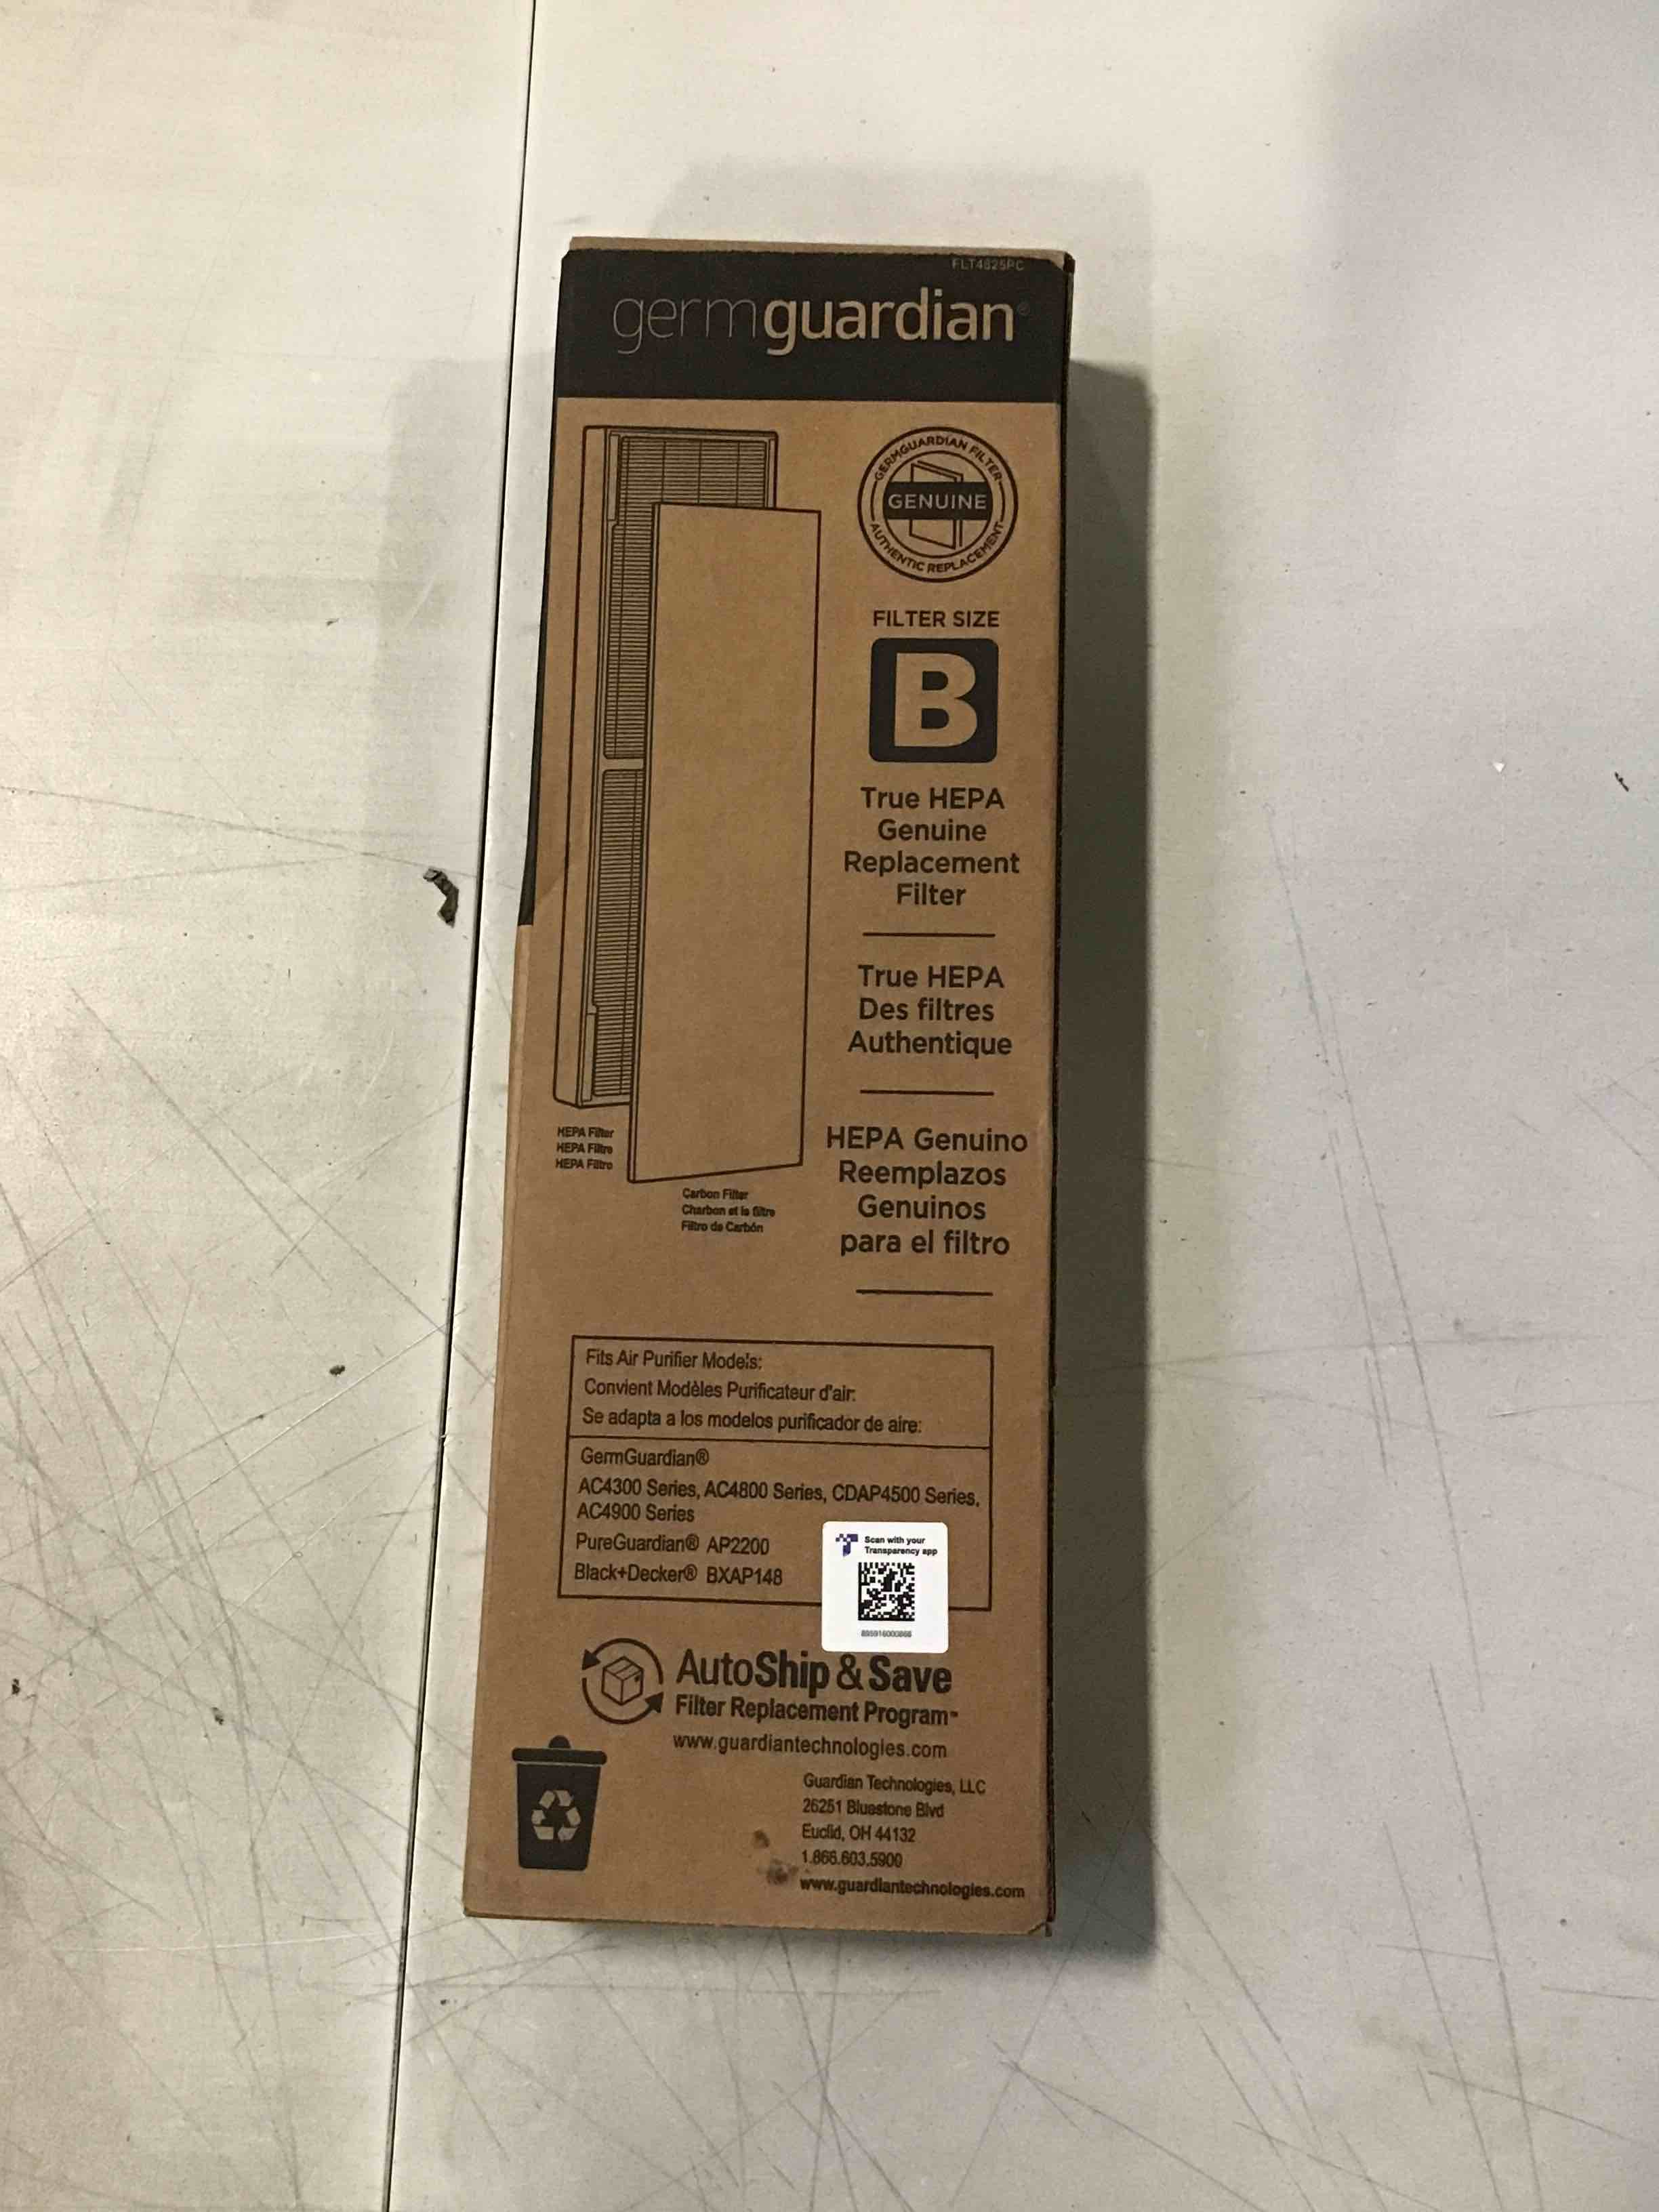 FLT4825PC
germguardian®
GERMGUARDIAN FILTER
GENUINE
AUTHENTIC REPLACEMENT
FILTER SIZE
B
True HEPA
Genuine
Replacement
Filter
True HEPA
Des filtres
Authentique
HEPA Genuino
Reemplazos
Genuinos
para el filtro
HEPA Filter
HEPA Filtre
HEPA Filtro
Carbon Filter
Charbon et le filtre
Filtro de Carbón
Fits Air Purifier Models:
Convient Modèles Purificateur d'air:
Se adapta a los modelos purificador de aire:
GermGuardian®
AC4300 Series, AC4800 Series, CDAP4500 Series,
AC4900 Series
PureGuardian® AP2200
Black+Decker® BXAP148
Scan with your
Transparency app
895916000866
AutoShip & Save
Filter Replacement Program™
www.guardiantechnologies.com
Guardian Technologies, LLC
26251 Bluestone Blvd
Euclid, OH 44132
1.866.603.5900
www.guardiantechnologies.com